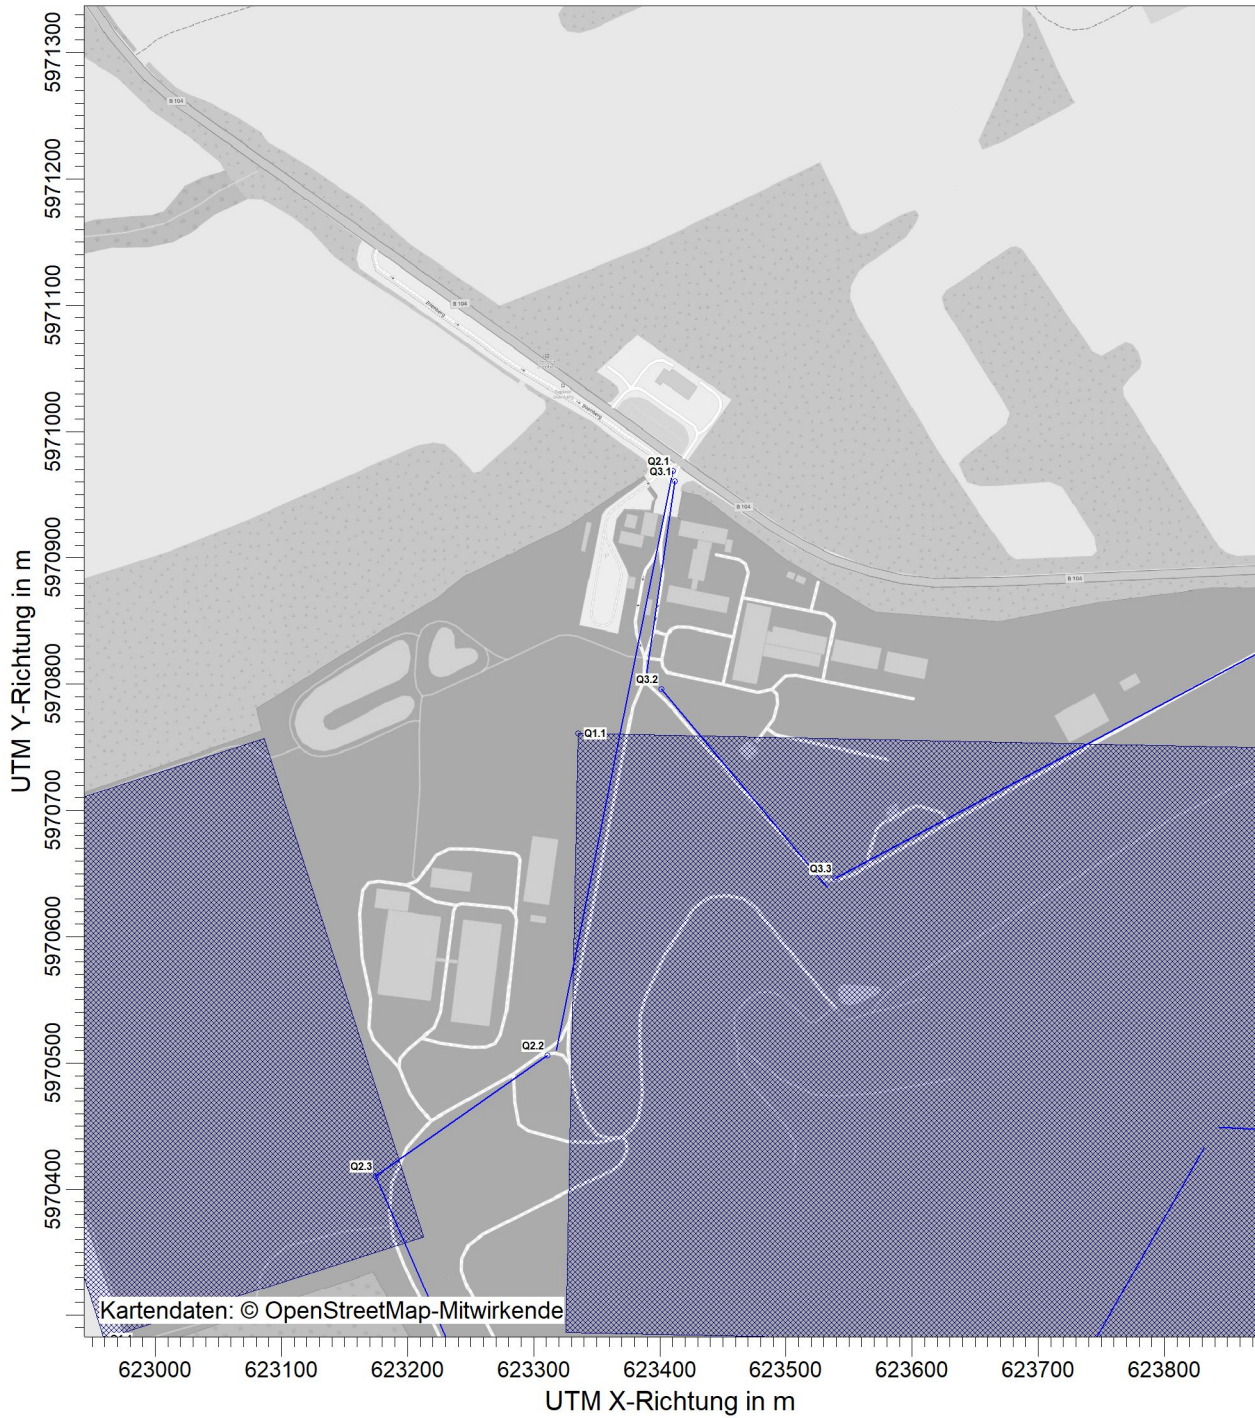 5971300
5971200
5971100
5971000
5970900
5970800
5970700
5970600
5970500
5970400
UTM Y-Richtung in m
B 104
B 104
Q2.1
Q3.1
B 104
B 104
Q3.2
Q1.1
Q3.3
Q2.2
Q2.3
Kartendaten: © OpenStreetMap-Mitwirkende
623000
623100
623200
623300
623400
623500
623600
623700
623800
UTM X-Richtung in m